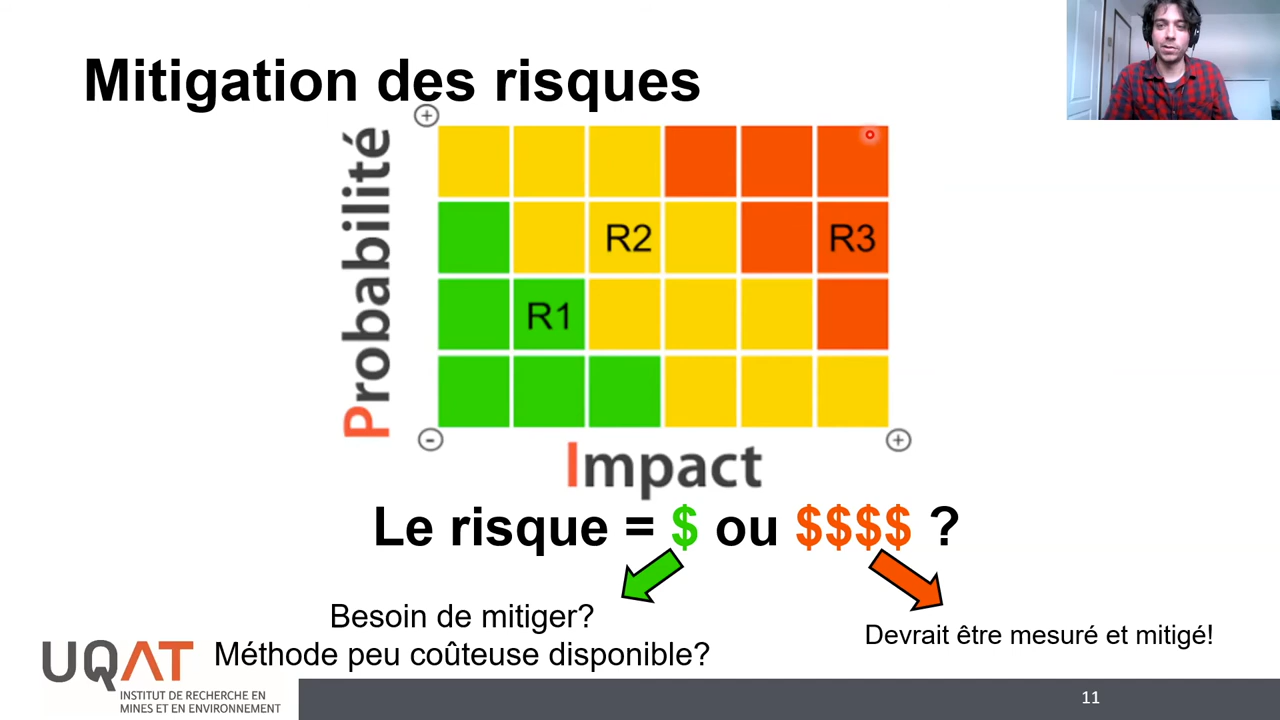 Mitigation des risques
Probabilité
R2
R3
R1
Impact
Le risque = $ ou $$$$ ?
Besoin de mitiger?
Méthode peu coûteuse disponible?
Devrait être mesuré et mitigé!
UQAT
INSTITUT DE RECHERCHE EN
MINES ET EN ENVIRONNEMENT
11